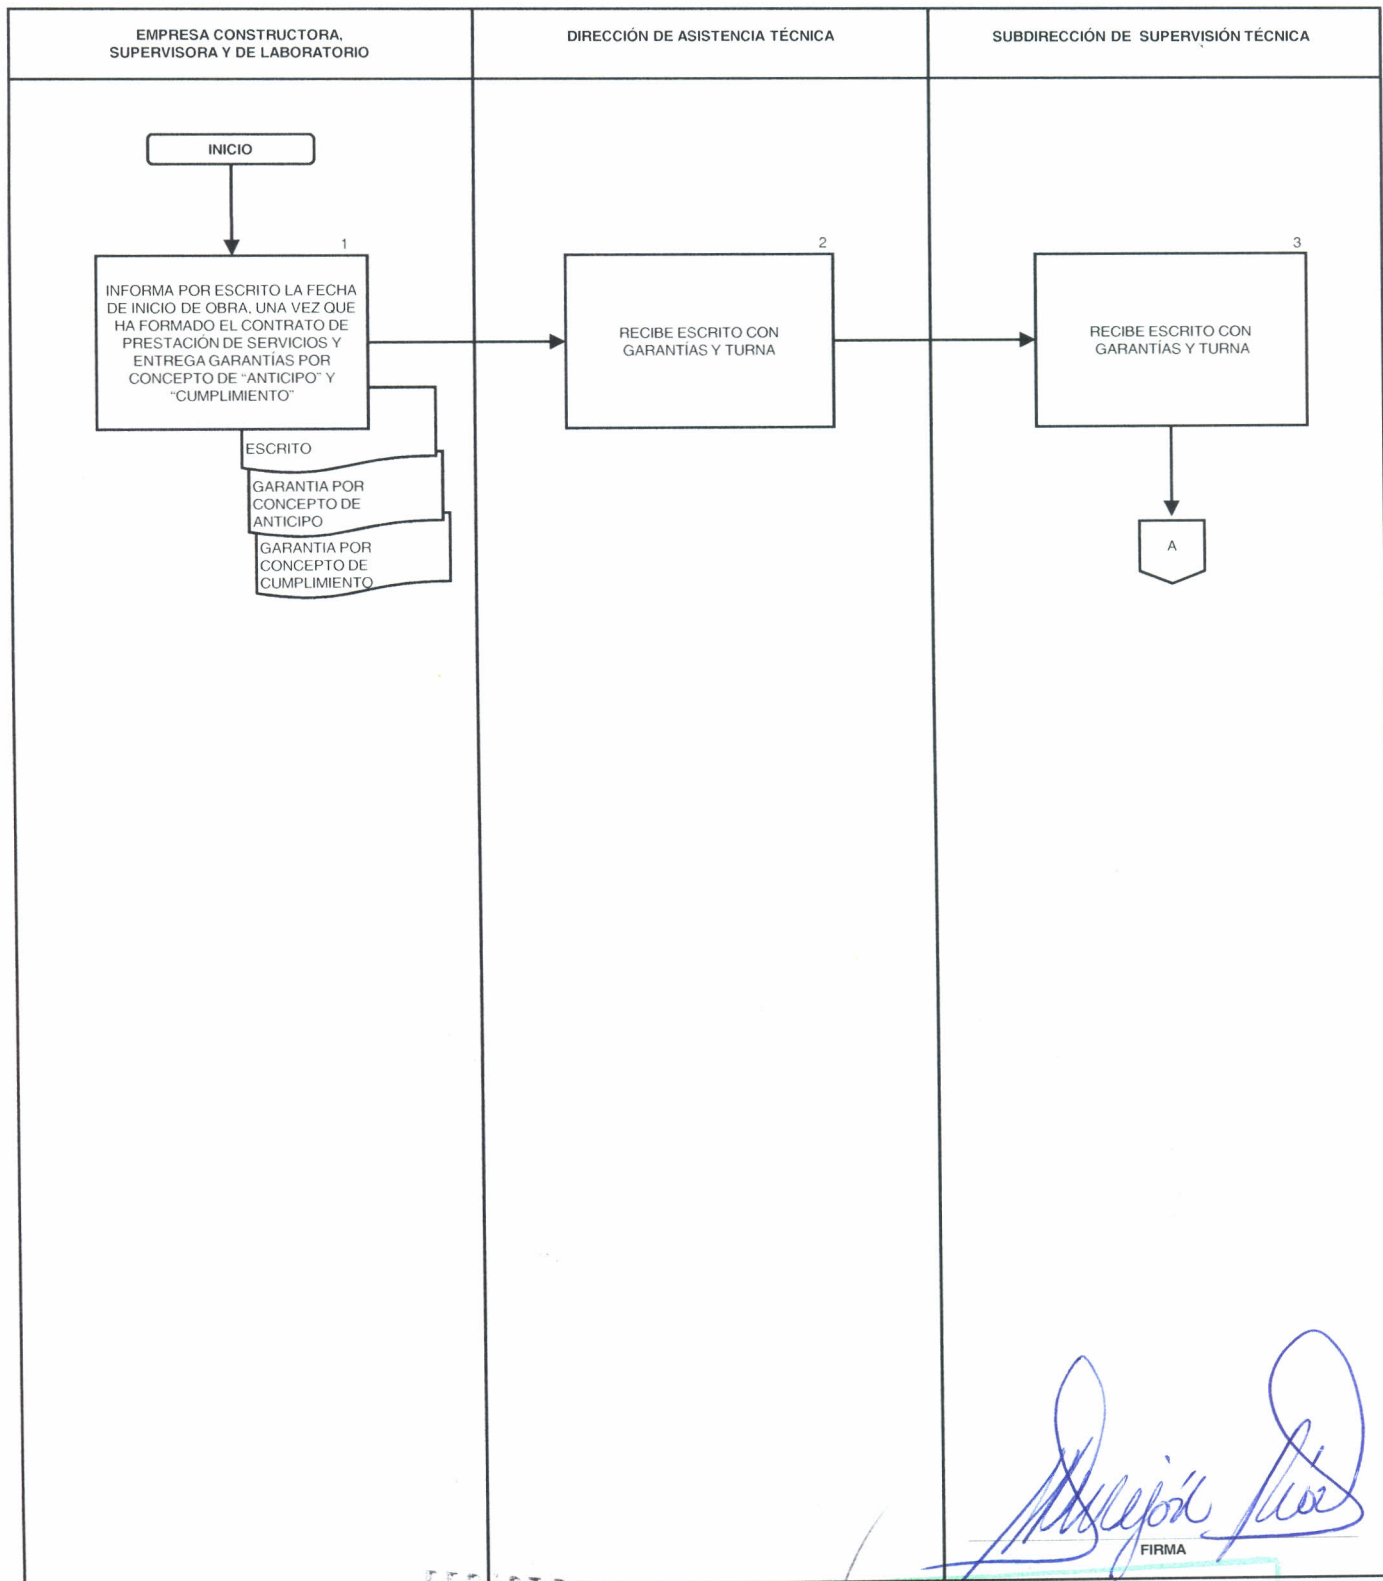 EMPRESA CONSTRUCTORA,
SUPERVISORA Y DE LABORATORIO
DIRECCIÓN DE ASISTENCIA TÉCNICA
SUBDIRECCIÓN DE SUPERVISIÓN TÉCNICA
INICIO
1
INFORMA POR ESCRITO LA FECHA
DE INICIO DE OBRA, UNA VEZ QUE
HA FORMADO EL CONTRATO DE
PRESTACIÓN DE SERVICIOS Y
ENTREGA GARANTÍAS POR
CONCEPTO DE “ANTICIPO” Y
“CUMPLIMIENTO”
ESCRITO
GARANTIA POR
CONCEPTO DE
ANTICIPO
GARANTIA POR
CONCEPTO DE
CUMPLIMIENTO
2
RECIBE ESCRITO CON
GARANTÍAS Y TURNA
3
RECIBE ESCRITO CON
GARANTÍAS Y TURNA
A
FIRMA